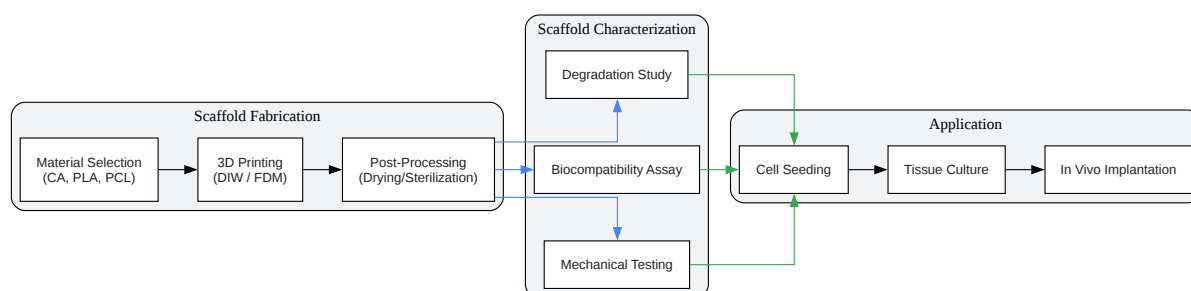 Scaffold Fabrication
Material Selection
(CA, PLA, PCL)
3D Printing
(DIW / FDM)
Post-Processing
(Drying/Sterilization)
Scaffold Characterization
Degradation Study
Biocompatibility Assay
Mechanical Testing
Application
Cell Seeding
Tissue Culture
In Vivo Implantation